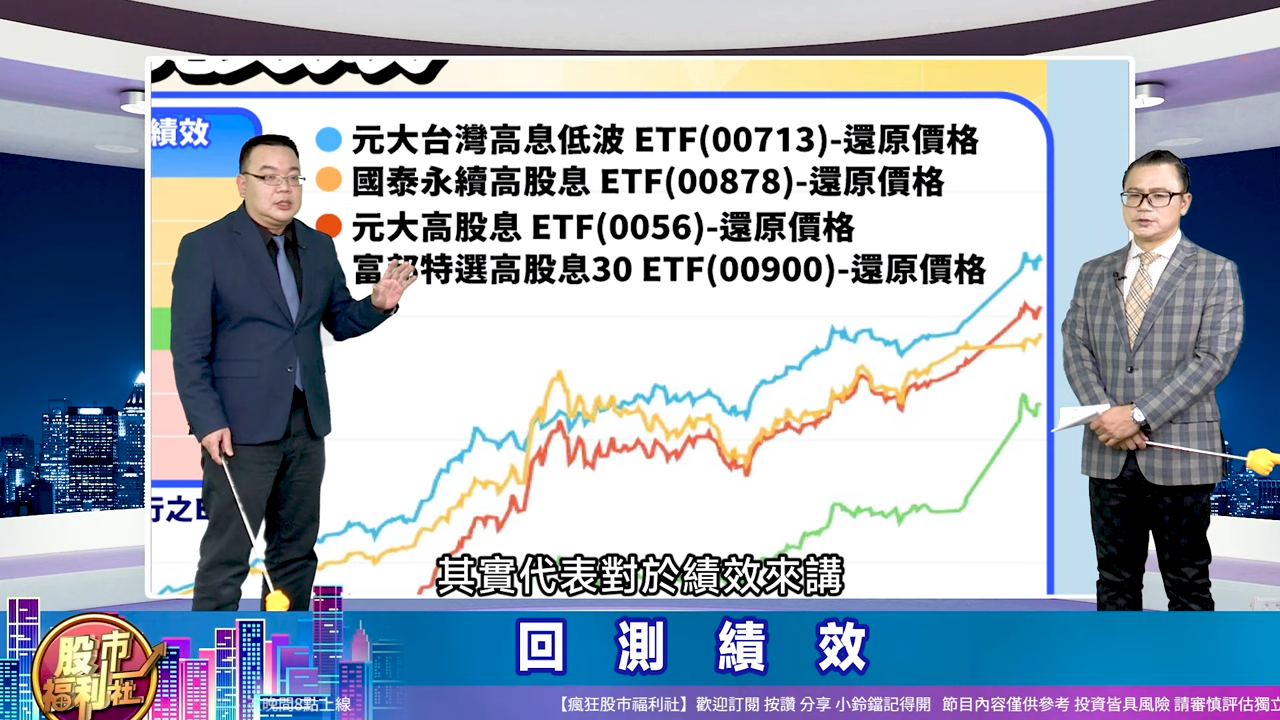 績效
元大台灣高息低波 ETF(00713)-還原價格
國泰永續高股息 ETF(00878)-還原價格
元大高股息 ETF(0056)-還原價格
富邦特選高股息30 ETF(00900)-還原價格
行之
其實代表對於績效來講
回測績效
股市
福利社
晚間8點上線 【瘋狂股市福利社】歡迎訂閱 按讚 分享 小鈴鐺記得開 節目內容僅供參考 投資皆具風險 請審慎評估獨立